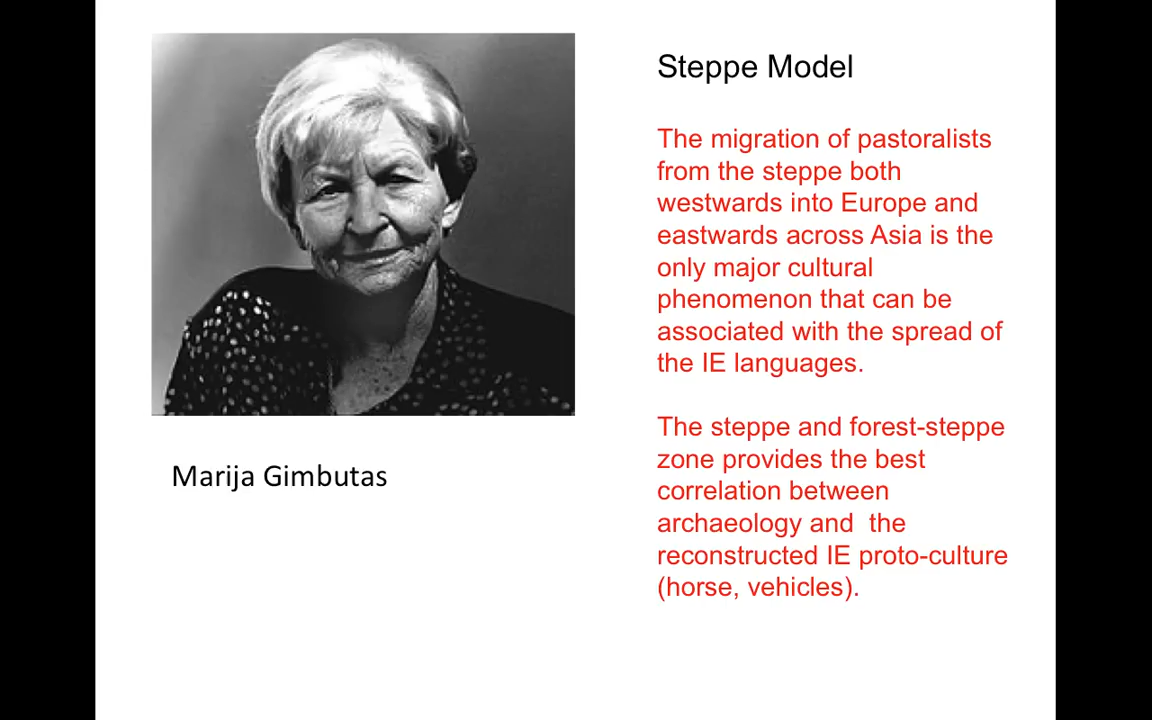 Steppe Model
The migration of pastoralists
from the steppe both
westwards into Europe and
eastwards across Asia is the
only major cultural
phenomenon that can be
associated with the spread of
the IE languages.
The steppe and forest-steppe
zone provides the best
correlation between
archaeology and  the
reconstructed IE proto-culture
(horse, vehicles).
Marija Gimbutas